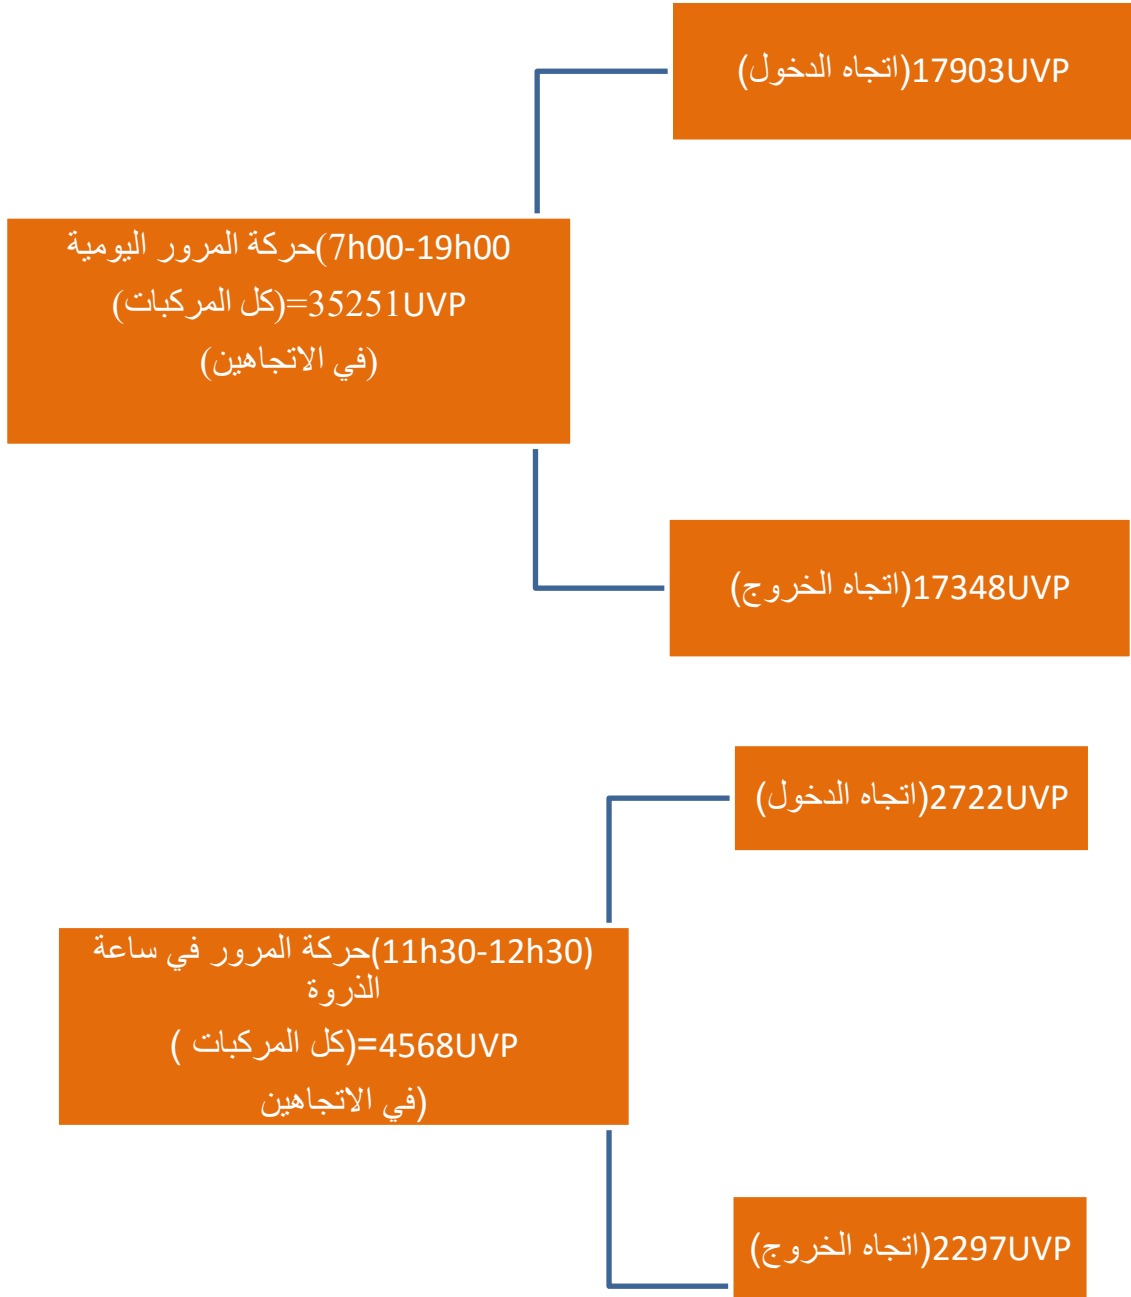 17903UVP(اتجاه الدخول)
7h00-19h00)حركة المرور اليومية
35251UVP=(كل المركبات)
(في الاتجاهين)
17348UVP(اتجاه الخروج)
2722UVP(اتجاه الدخول)
(11h30-12h30)حركة المرور في ساعة
الذروة
4568UVP=(كل المركبات )
(في الاتجاهين
2297UVP(اتجاه الخروج)